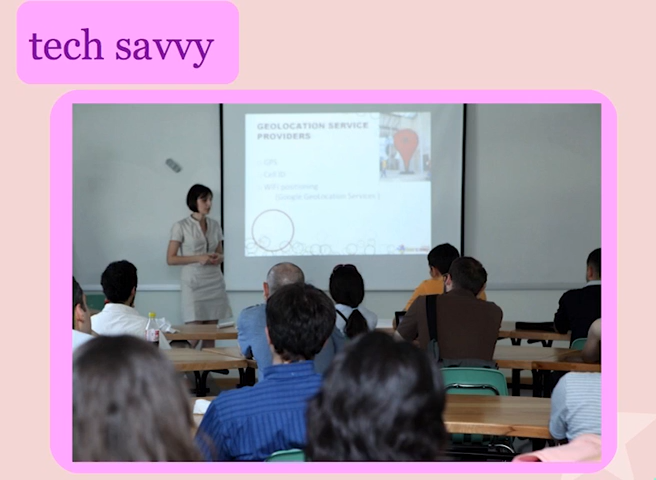 tech savvy
GEOLOCATION SERVICE
PROVIDERS
GPS
Cell ID
WiFi positioning
(Google Geolocation Services)